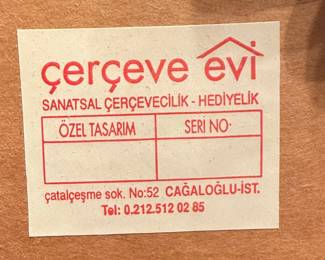 çerçeve evi
SANATSAL ÇERÇEVECİLİK - HEDİYELİK
ÖZEL TASARIM SERİ NO·
çatalçeşme sok. No:52 CAĞALOĞLU-İST.
Tel: 0.212.512 02 85